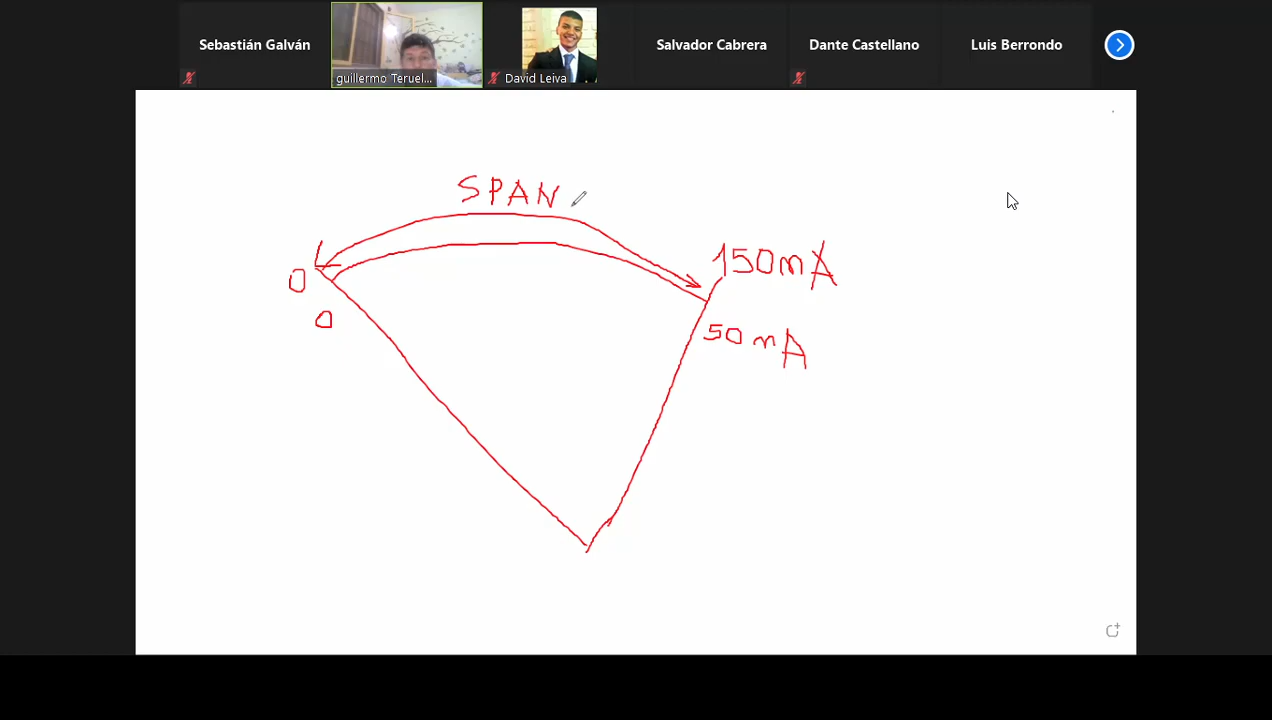 Sebastián Galván
guillermo Teruel...
David Leiva
Salvador Cabrera
Dante Castellano
Luis Berrondo
SPAN
0
150mA
0
50mA